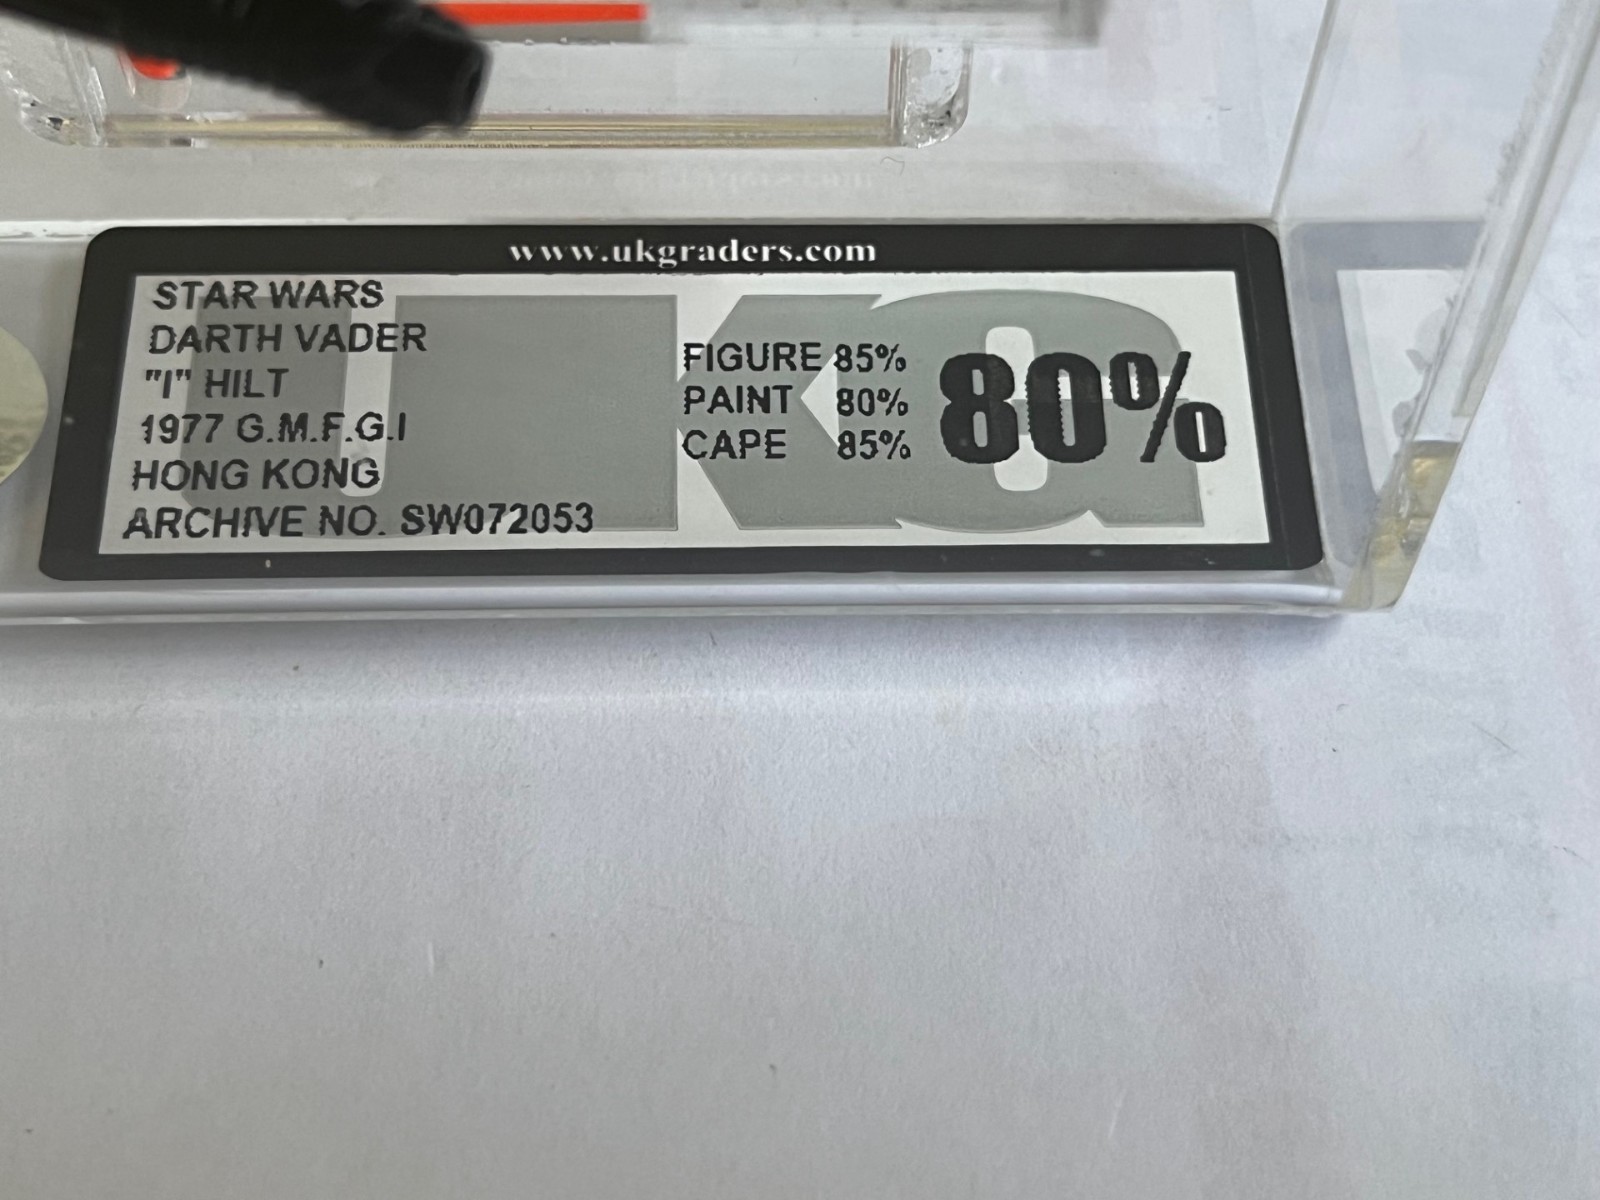 www.ukgraders.com
STAR WARS
DARTH VADER
"I" HILT
1977 G.M.F.G.I
HONG KONG
ARCHIVE NO. SW072053
FIGURE 85%
PAINT 80%
CAPE 85%
80%
UKG